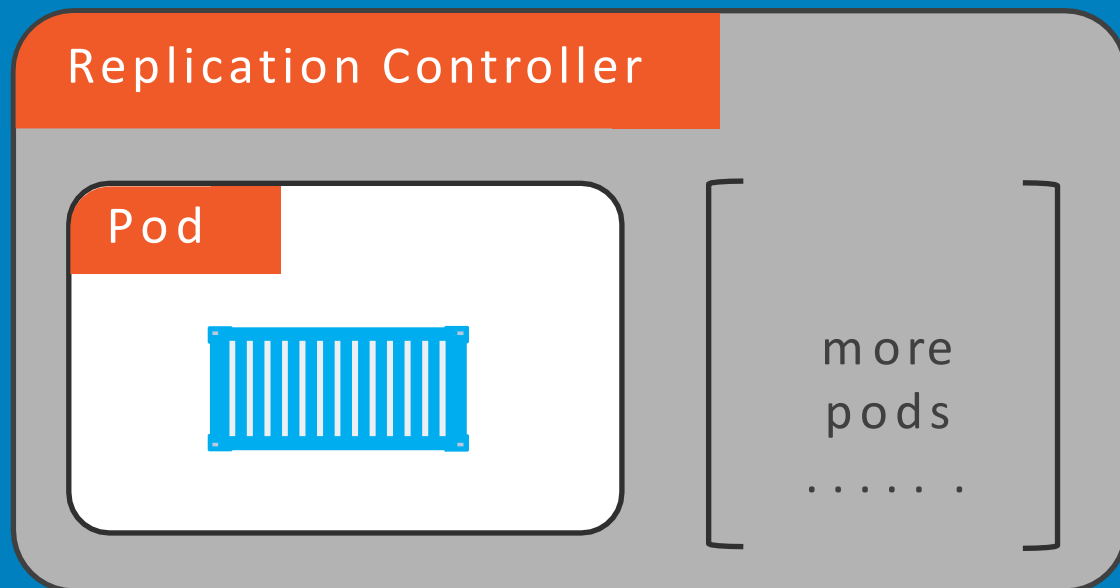 Replication Controller
Pod
more
pods
......